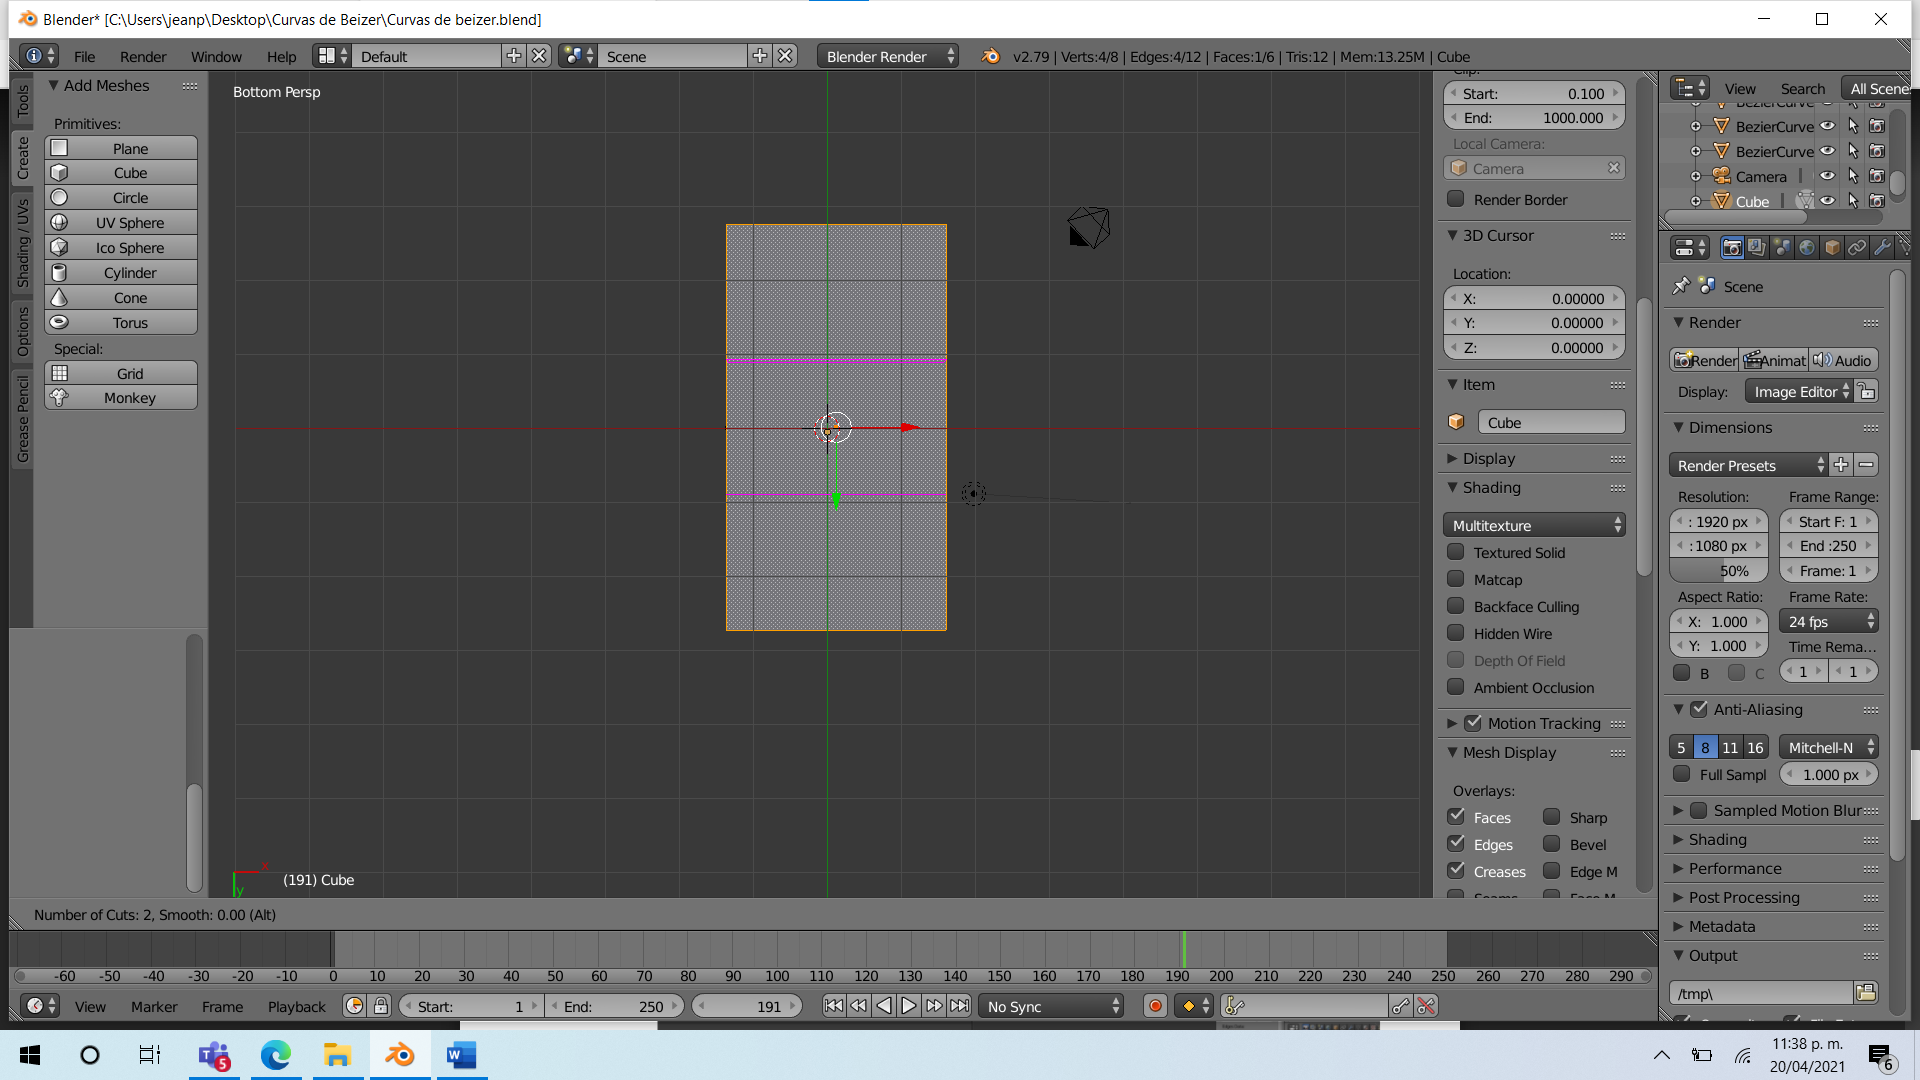 Blender* [C:\Users\jeanp\Desktop\Curvas de Beizer\Curvas de beizer.blend]
File Render Window Help Default Scene Blender Render v2.79 | Verts:4/8 | Edges:4/12 | Faces:1/6 | Tris:12 | Mem:13.25M | Cube
Tools
Create
Shading / UVs
Options
Grease Pencil
Add Meshes
Primitives:
Plane
Cube
Circle
UV Sphere
Ico Sphere
Cylinder
Cone
Torus
Special:
Grid
Monkey
Bottom Persp
x
y
(191) Cube
Number of Cuts: 2, Smooth: 0.00 (Alt)
Start: 0.100
End: 1000.000
Local Camera:
Camera
Render Border
3D Cursor
Location:
X: 0.00000
Y: 0.00000
Z: 0.00000
Item
Cube
Display
Shading
Multitexture
Textured Solid
Matcap
Backface Culling
Hidden Wire
Depth Of Field
Ambient Occlusion
Motion Tracking
Mesh Display
Overlays:
Faces Sharp
Edges Bevel
Creases Edge M
View Search All Scene
BezierCurve
BezierCurve
BezierCurve
Camera
Cube
Scene
Render
Render Animat Audio
Display: Image Editor
Dimensions
Render Presets
Resolution: Frame Range:
: 1920 px Start F: 1
: 1080 px End :250
50% Frame: 1
Aspect Ratio: Frame Rate:
X: 1.000 24 fps
Y: 1.000 Time Rema...
B C 1 1
Anti-Aliasing
5 8 11 16 Mitchell-N
Full Sampl 1.000 px
Sampled Motion Blur
Shading
Performance
Post Processing
Metadata
Output
/tmp\
-60 -50 -40 -30 -20 -10 0 10 20 30 40 50 60 70 80 90 100 110 120 130 140 150 160 170 180 190 200 210 220 230 240 250 260 270 280 290
View Marker Frame Playback Start: 1 End: 250 191 No Sync
5
11:38 p. m.
20/04/2021
6